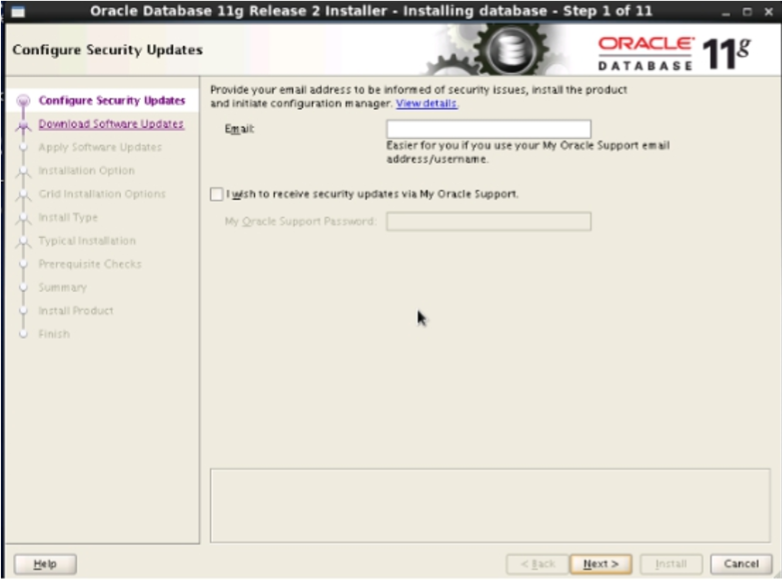 Oracle Database 11g Release 2 Installer - Installing database - Step 1 of 11
Configure Security Updates
ORACLE
DATABASE 11g
Configure Security Updates
Download Software Updates
Apply Software Updates
Installation Option
Grid Installation Options
Install Type
Typical Installation
Prerequisite Checks
Summary
Install Product
Finish
Provide your email address to be informed of security issues, install the product
and initiate configuration manager. View details.
Email:
Easier for you if you use your My Oracle Support email
address/username.
I wish to receive security updates via My Oracle Support.
My Oracle Support Password:
Help
< Back
Next >
Install
Cancel